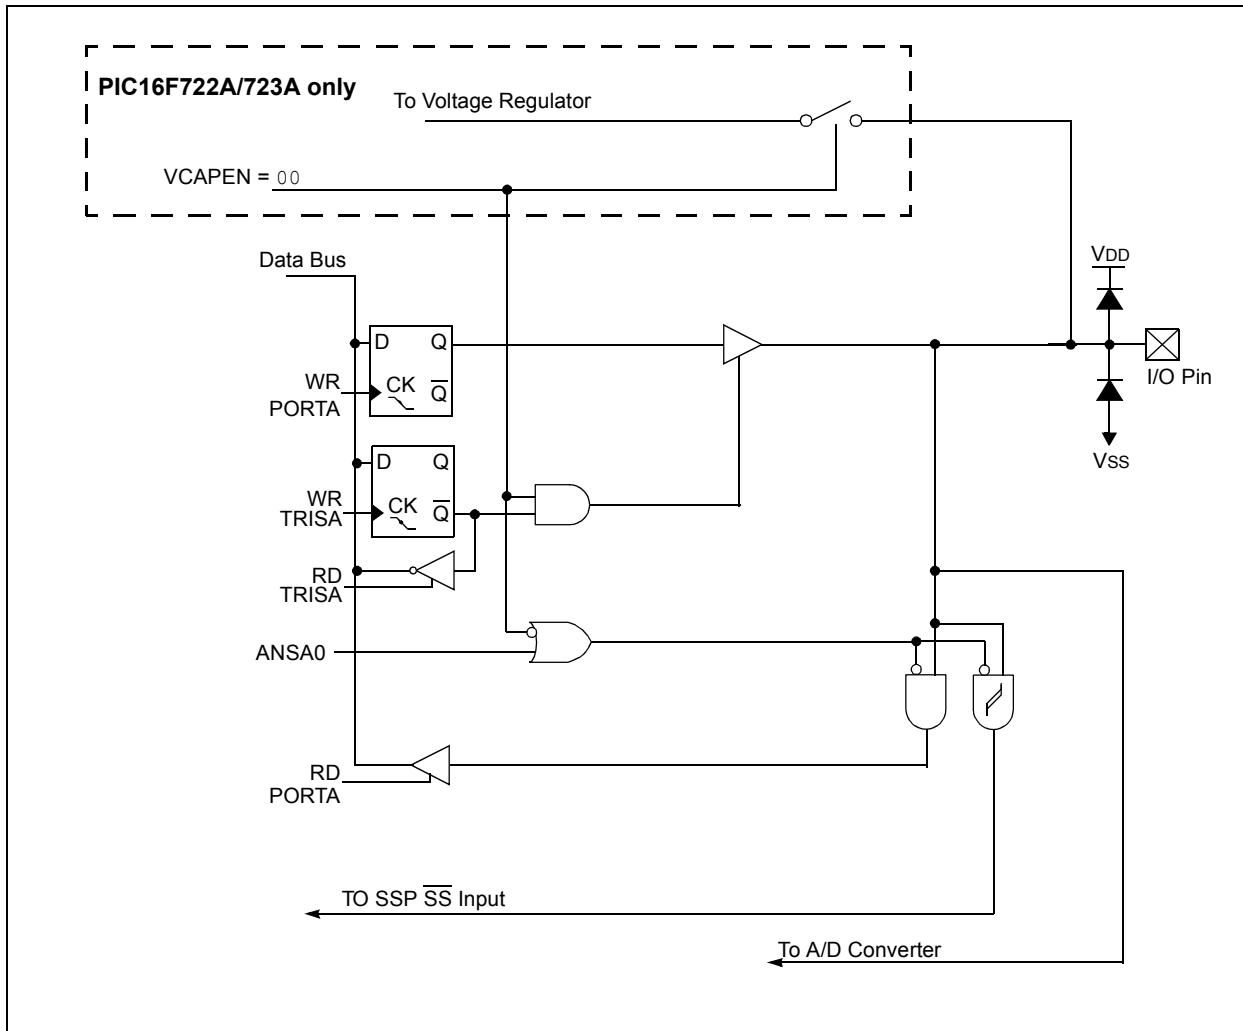 PIC16F722A/723A only
To Voltage Regulator
VCAPEN = 00
Data Bus
VDD
D Q
WR
PORTA
CK Q
I/O Pin
VSS
D Q
WR
TRISA
CK Q
RD
TRISA
ANSA0
RD
PORTA
TO SSP SS Input
To A/D Converter